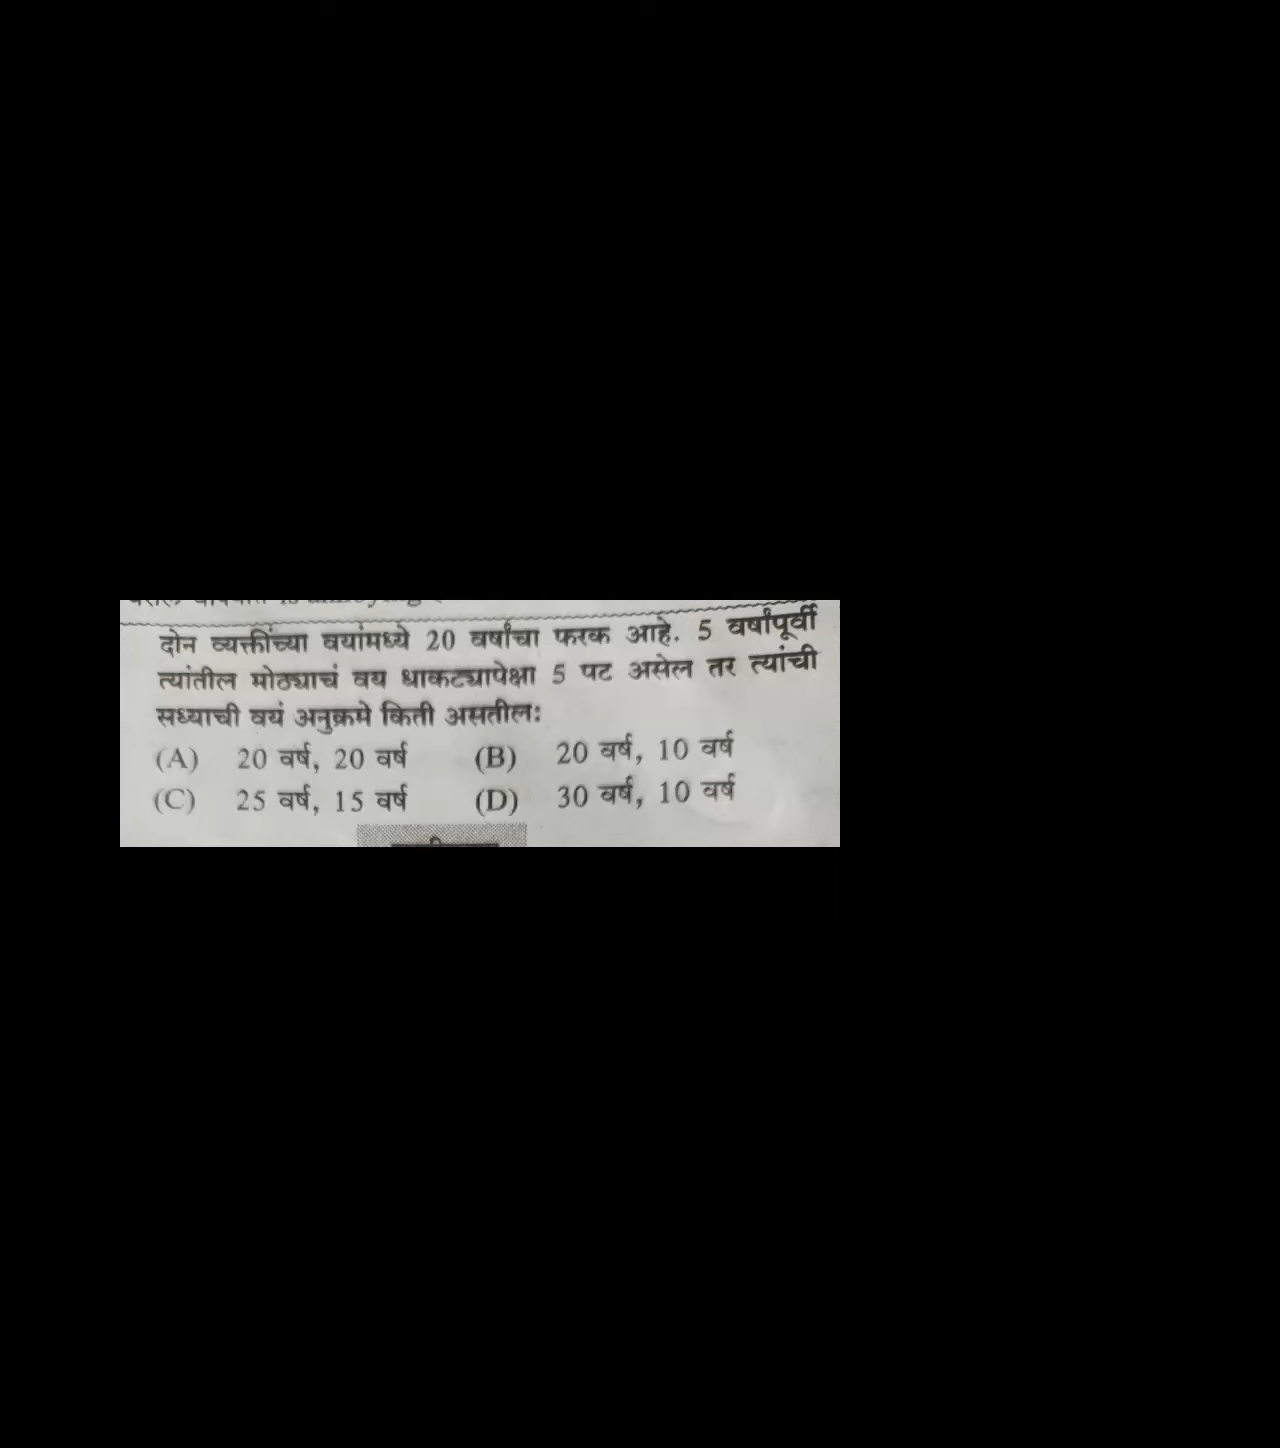 दोन व्यक्तींच्या वयांमध्ये 20 वर्षांचा फरक आहे. 5 वर्षांपूर्वी
त्यांतील मोठ्याचं वय धाकट्यापेक्षा 5 पट असेल तर त्यांची
सध्याची वयं अनुक्रमे किती असतील:
(A) 20 वर्ष, 20 वर्ष (B) 20 वर्ष, 10 वर्ष
(C) 25 वर्ष, 15 वर्ष (D) 30 वर्ष, 10 वर्ष